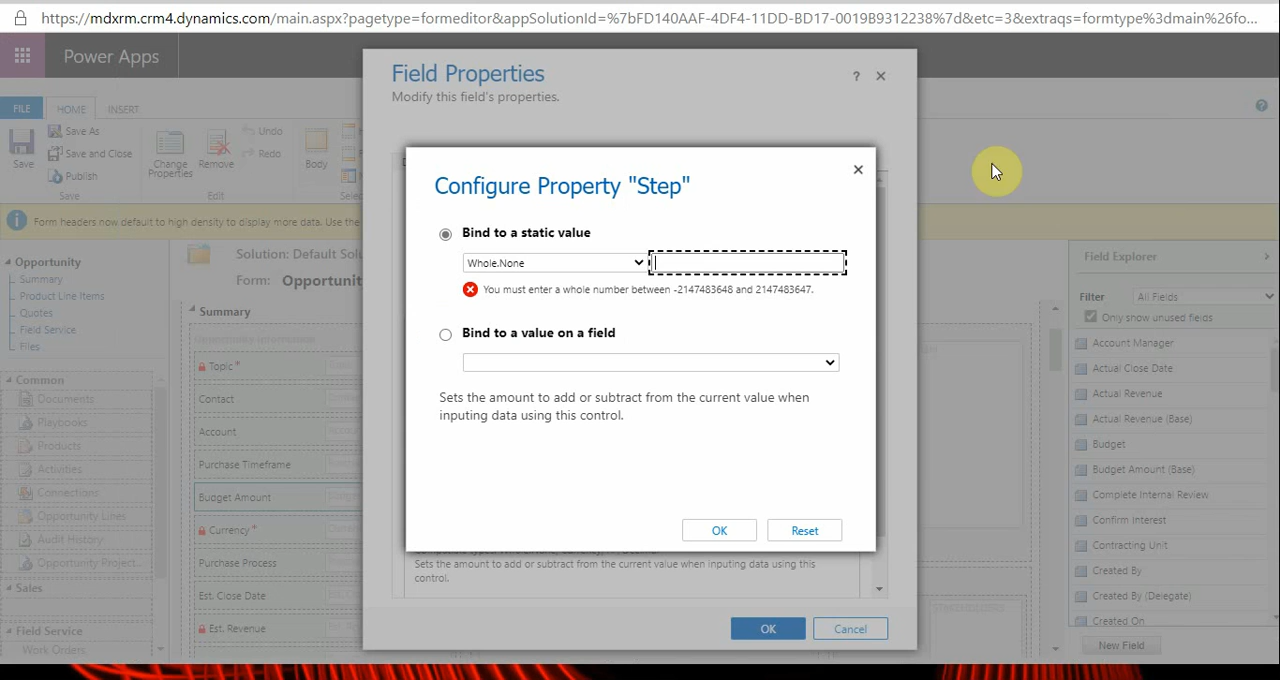 https://mdxrm.crm4.dynamics.com/main.aspx?pagetype=formeditor&appSolutionId=%7bFD140AAF-4DF4-11DD-BD17-0019B9312238%7d&etc=3&extraqs=formtype%3dmain%26fo...
Power Apps
Field Properties
? ×
Modify this field's properties.
FILE HOME INSERT
Save
Save As
Save and Close
Publish
Save
Change Properties
Remove
Undo
Redo
Edit
Body
Selec
Form headers now default to high density to display more data. Use the
Solution: Default Solu
Form: Opportuni
Opportunity
Summary
Product Line Items
Quotes
Field Service
Files
Common
Documents
Playbooks
Products
Activities
Connections
Opportunity Lines
Audit History
Opportunity Project...
Sales
Field Service
Work Orders
Summary
Topic *
Contact
Account
Purchase Timeframe
Budget Amount
Currency *
Purchase Process
Est. Close Date
Est. Revenue
Configure Property "Step"
Bind to a static value
Whole.None
You must enter a whole number between -2147483648 and 2147483647.
Bind to a value on a field
Sets the amount to add or subtract from the current value when
inputing data using this control.
OK Reset
Sets the amount to add or subtract from the current value when inputing data using this
control.
OK Cancel
Field Explorer
Filter All Fields
Only show unused fields
Account Manager
Actual Close Date
Actual Revenue
Actual Revenue (Base)
Budget
Budget Amount (Base)
Complete Internal Review
Confirm Interest
Contracting Unit
Created By
Created By (Delegate)
Created On
New Field